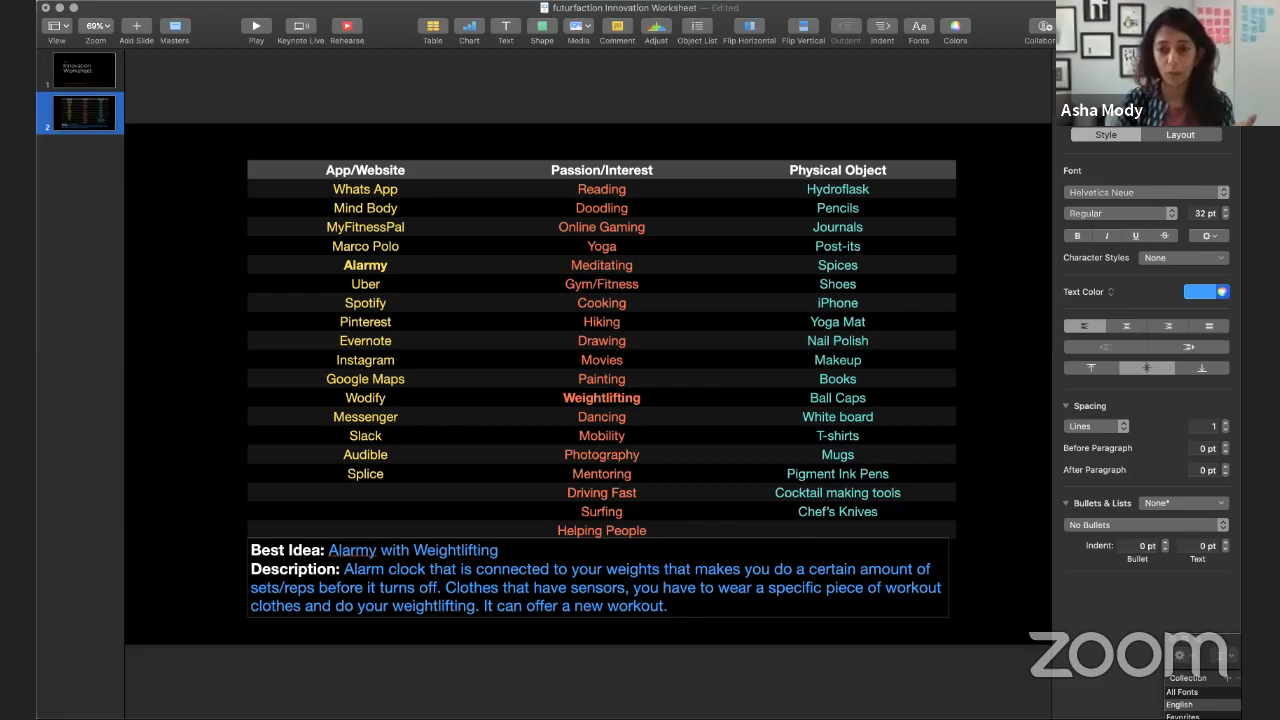 futurfaction Innovation Worksheet — Edited
View 69% Zoom Add Slide Masters Play Keynote Live Rehearse Table Chart Text Shape Media Comment Adjust Object List Flip Horizontal Flip Vertical Outdent Indent Fonts Colors Collabor
Asha Mody
1 Innovation
Worksheet
2
Style Layout
App/Website Passion/Interest Physical Object
Whats App Reading Hydroflask
Mind Body Doodling Pencils
MyFitnessPal Online Gaming Journals
Marco Polo Yoga Post-its
Alarmy Meditating Spices
Uber Gym/Fitness Shoes
Spotify Cooking iPhone
Pinterest Hiking Yoga Mat
Evernote Drawing Nail Polish
Instagram Movies Makeup
Google Maps Painting Books
Wodify Weightlifting Ball Caps
Messenger Dancing White board
Slack Mobility T-shirts
Audible Photography Mugs
Splice Mentoring Pigment Ink Pens
Driving Fast Cocktail making tools
Surfing Chef's Knives
Helping People
Best Idea: Alarmy with Weightlifting
Description: Alarm clock that is connected to your weights that makes you do a certain amount of
sets/reps before it turns off. Clothes that have sensors, you have to wear a specific piece of workout
clothes and do your weightlifting. It can offer a new workout.
Font
Helvetica Neue
Regular 32 pt
B I U S
Character Styles None
Text Color
Spacing
Lines 1
Before Paragraph 0 pt
After Paragraph 0 pt
Bullets & Lists None*
No Bullets
Indent: 0 pt 0 pt
Bullet Text
zoom
Collection
All Fonts
English
Favorites